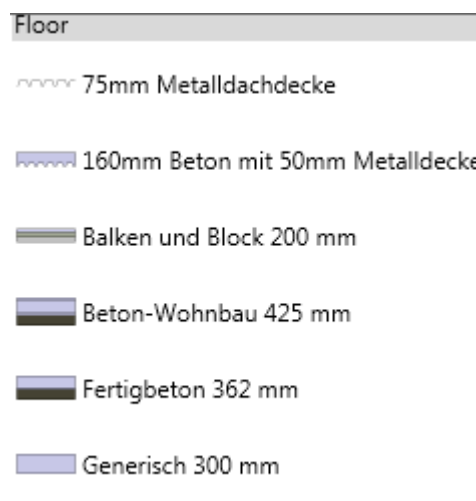 Floor
75mm Metalldachdecke
160mm Beton mit 50mm Metalldecke
Balken und Block 200 mm
Beton-Wohnbau 425 mm
Fertigbeton 362 mm
Generisch 300 mm